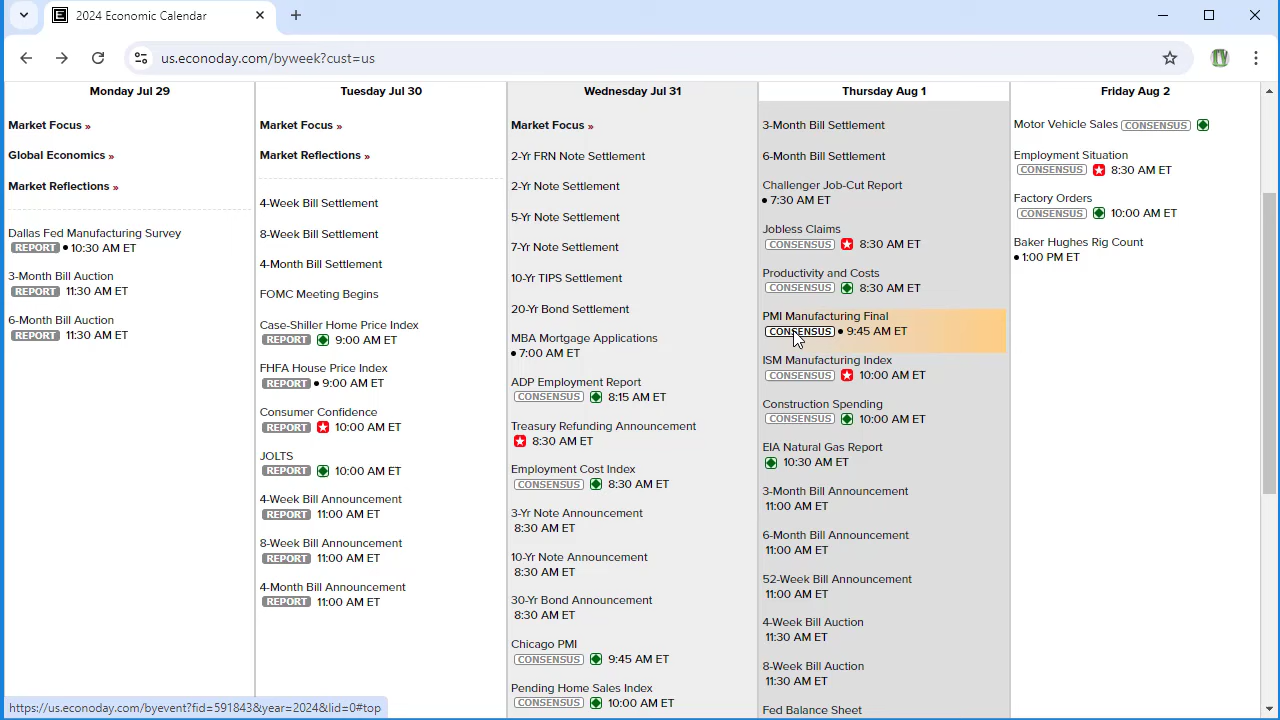 2024 Economic Calendar
us.econoday.com/byweek?cust=us
Monday Jul 29
Market Focus »
Global Economics »
Market Reflections »
Dallas Fed Manufacturing Survey
REPORT 10:30 AM ET
3-Month Bill Auction
REPORT 11:30 AM ET
6-Month Bill Auction
REPORT 11:30 AM ET
Tuesday Jul 30
Market Focus »
Market Reflections »
4-Week Bill Settlement
8-Week Bill Settlement
4-Month Bill Settlement
FOMC Meeting Begins
Case-Shiller Home Price Index
REPORT 9:00 AM ET
FHFA House Price Index
REPORT 9:00 AM ET
Consumer Confidence
REPORT 10:00 AM ET
JOLTS
REPORT 10:00 AM ET
4-Week Bill Announcement
REPORT 11:00 AM ET
8-Week Bill Announcement
REPORT 11:00 AM ET
4-Month Bill Announcement
REPORT 11:00 AM ET
Wednesday Jul 31
Market Focus »
2-Yr FRN Note Settlement
2-Yr Note Settlement
5-Yr Note Settlement
7-Yr Note Settlement
10-Yr TIPS Settlement
20-Yr Bond Settlement
MBA Mortgage Applications
7:00 AM ET
ADP Employment Report
CONSENSUS 8:15 AM ET
Treasury Refunding Announcement
8:30 AM ET
Employment Cost Index
CONSENSUS 8:30 AM ET
3-Yr Note Announcement
8:30 AM ET
10-Yr Note Announcement
8:30 AM ET
30-Yr Bond Announcement
8:30 AM ET
Chicago PMI
CONSENSUS 9:45 AM ET
Pending Home Sales Index
CONSENSUS 10:00 AM ET
Thursday Aug 1
3-Month Bill Settlement
6-Month Bill Settlement
Challenger Job-Cut Report
7:30 AM ET
Jobless Claims
CONSENSUS 8:30 AM ET
Productivity and Costs
CONSENSUS 8:30 AM ET
PMI Manufacturing Final
CONSENSUS 9:45 AM ET
ISM Manufacturing Index
CONSENSUS 10:00 AM ET
Construction Spending
CONSENSUS 10:00 AM ET
EIA Natural Gas Report
10:30 AM ET
3-Month Bill Announcement
11:00 AM ET
6-Month Bill Announcement
11:00 AM ET
52-Week Bill Announcement
11:00 AM ET
4-Week Bill Auction
11:30 AM ET
8-Week Bill Auction
11:30 AM ET
Fed Balance Sheet
Friday Aug 2
Motor Vehicle Sales CONSENSUS
Employment Situation
CONSENSUS 8:30 AM ET
Factory Orders
CONSENSUS 10:00 AM ET
Baker Hughes Rig Count
1:00 PM ET
https://us.econoday.com/byevent?fid=591843&year=2024&lid=0#top